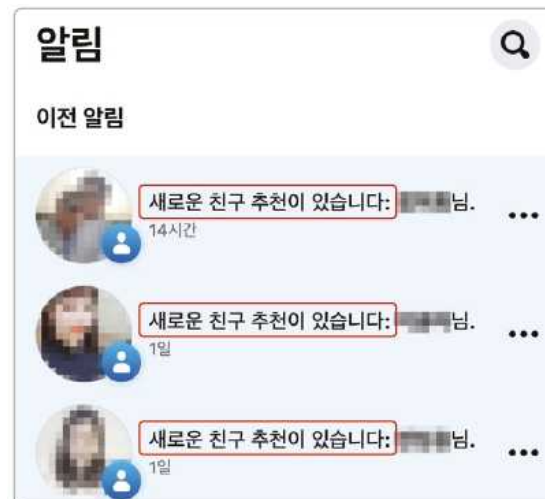 알림
이전 알림
새로운 친구 추천이 있습니다: 님.
14시간
새로운 친구 추천이 있습니다: 님.
1일
새로운 친구 추천이 있습니다: 님.
1일